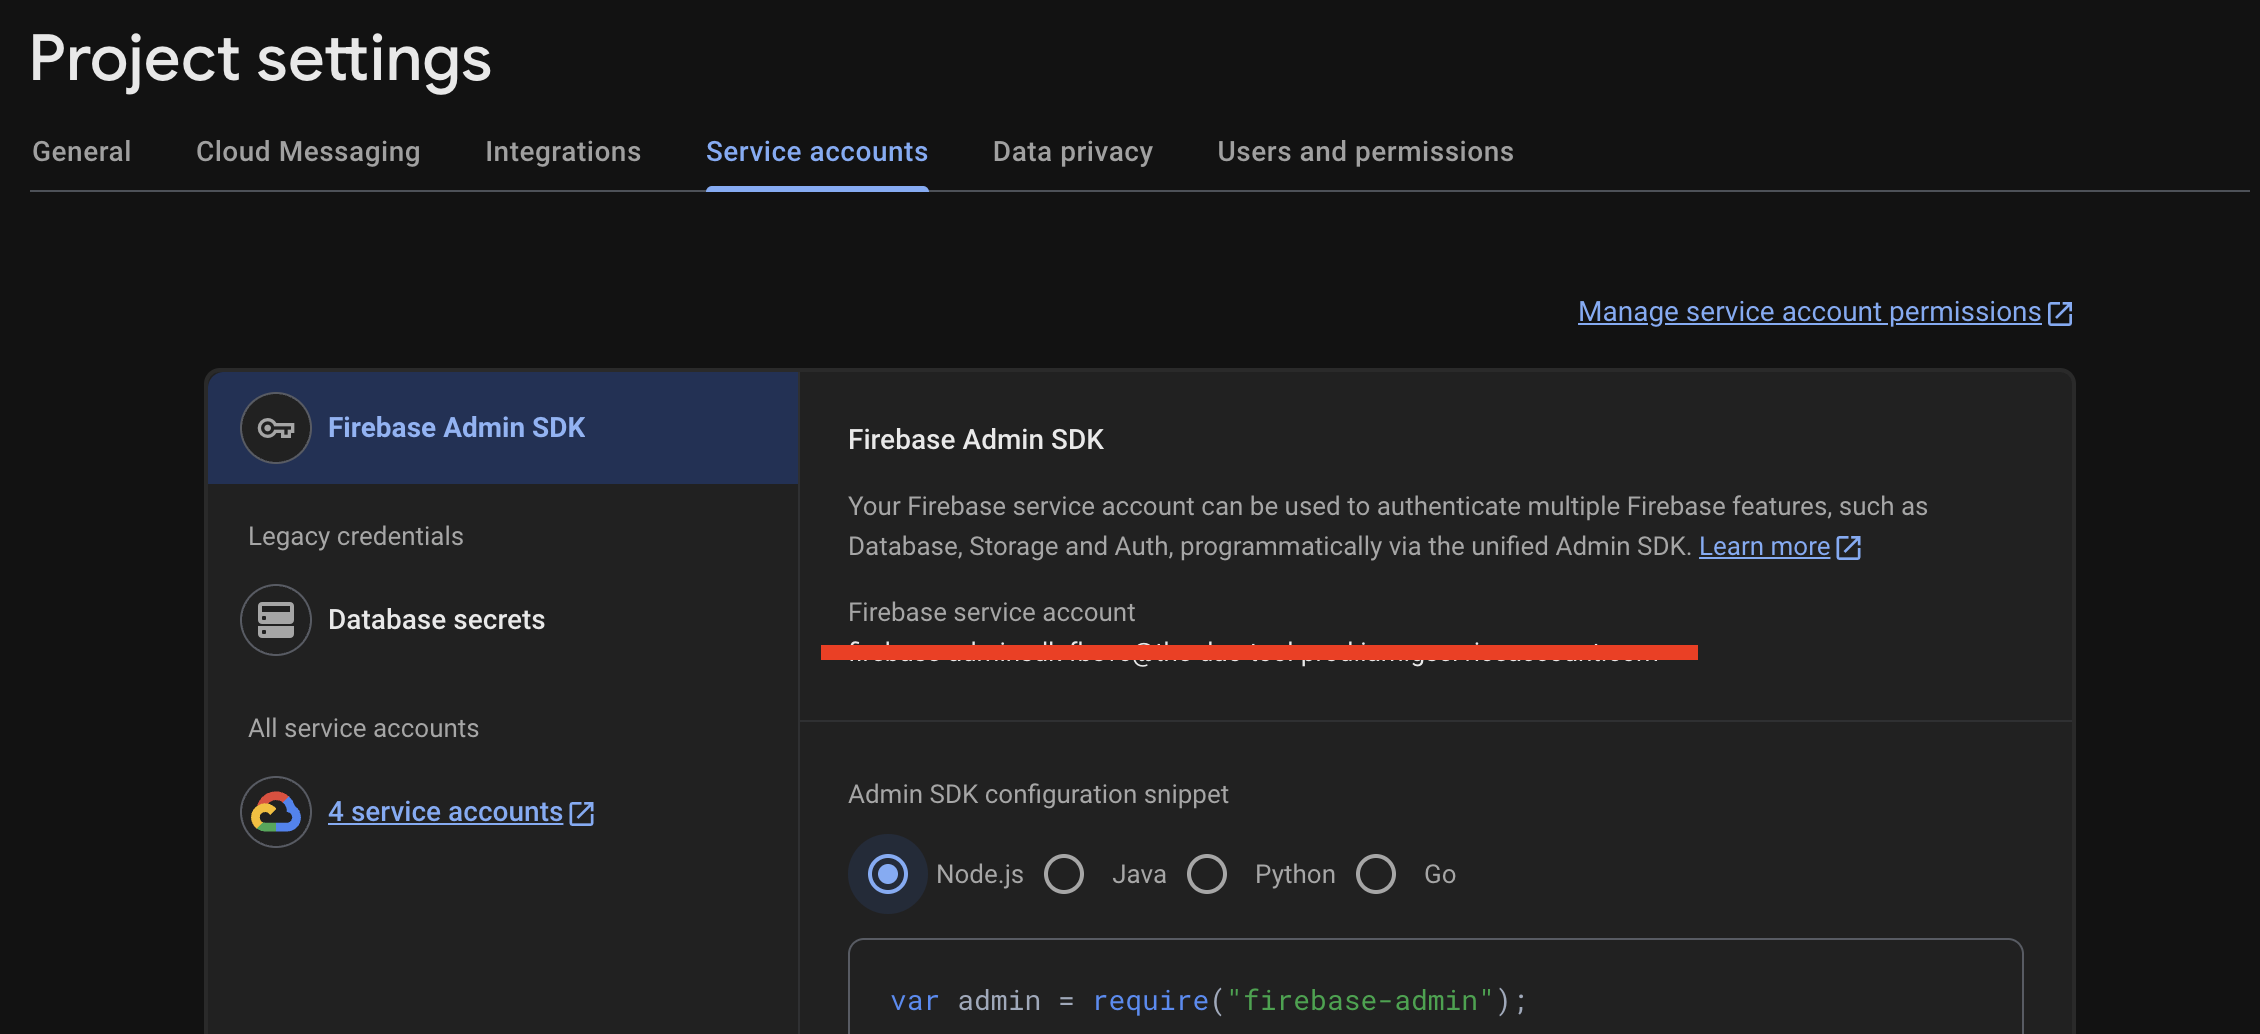 Project settings
General Cloud Messaging Integrations Service accounts Data privacy Users and permissions
Manage service account permissions
Firebase Admin SDK
Legacy credentials
Database secrets
All service accounts
4 service accounts
Firebase Admin SDK
Your Firebase service account can be used to authenticate multiple Firebase features, such as
Database, Storage and Auth, programmatically via the unified Admin SDK. Learn more
Firebase service account
Admin SDK configuration snippet
Node.js Java Python Go
var admin = require("firebase-admin");